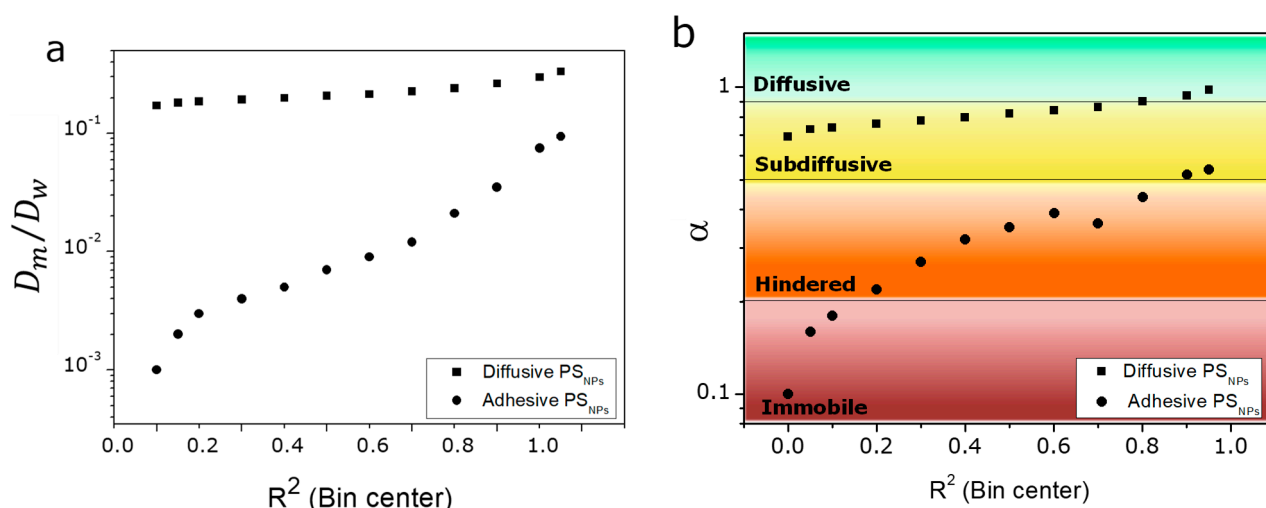 a
10⁻¹
10⁻²
10⁻³
D_m/D_w
0.0 0.2 0.4 0.6 0.8 1.0
R² (Bin center)
Diffusive PS_NPs
Adhesive PS_NPs
b
1
0.1
α
Diffusive
Subdiffusive
Hindered
Immobile
Diffusive PS_NPs
Adhesive PS_NPs
0.0 0.2 0.4 0.6 0.8 1.0
R² (Bin center)